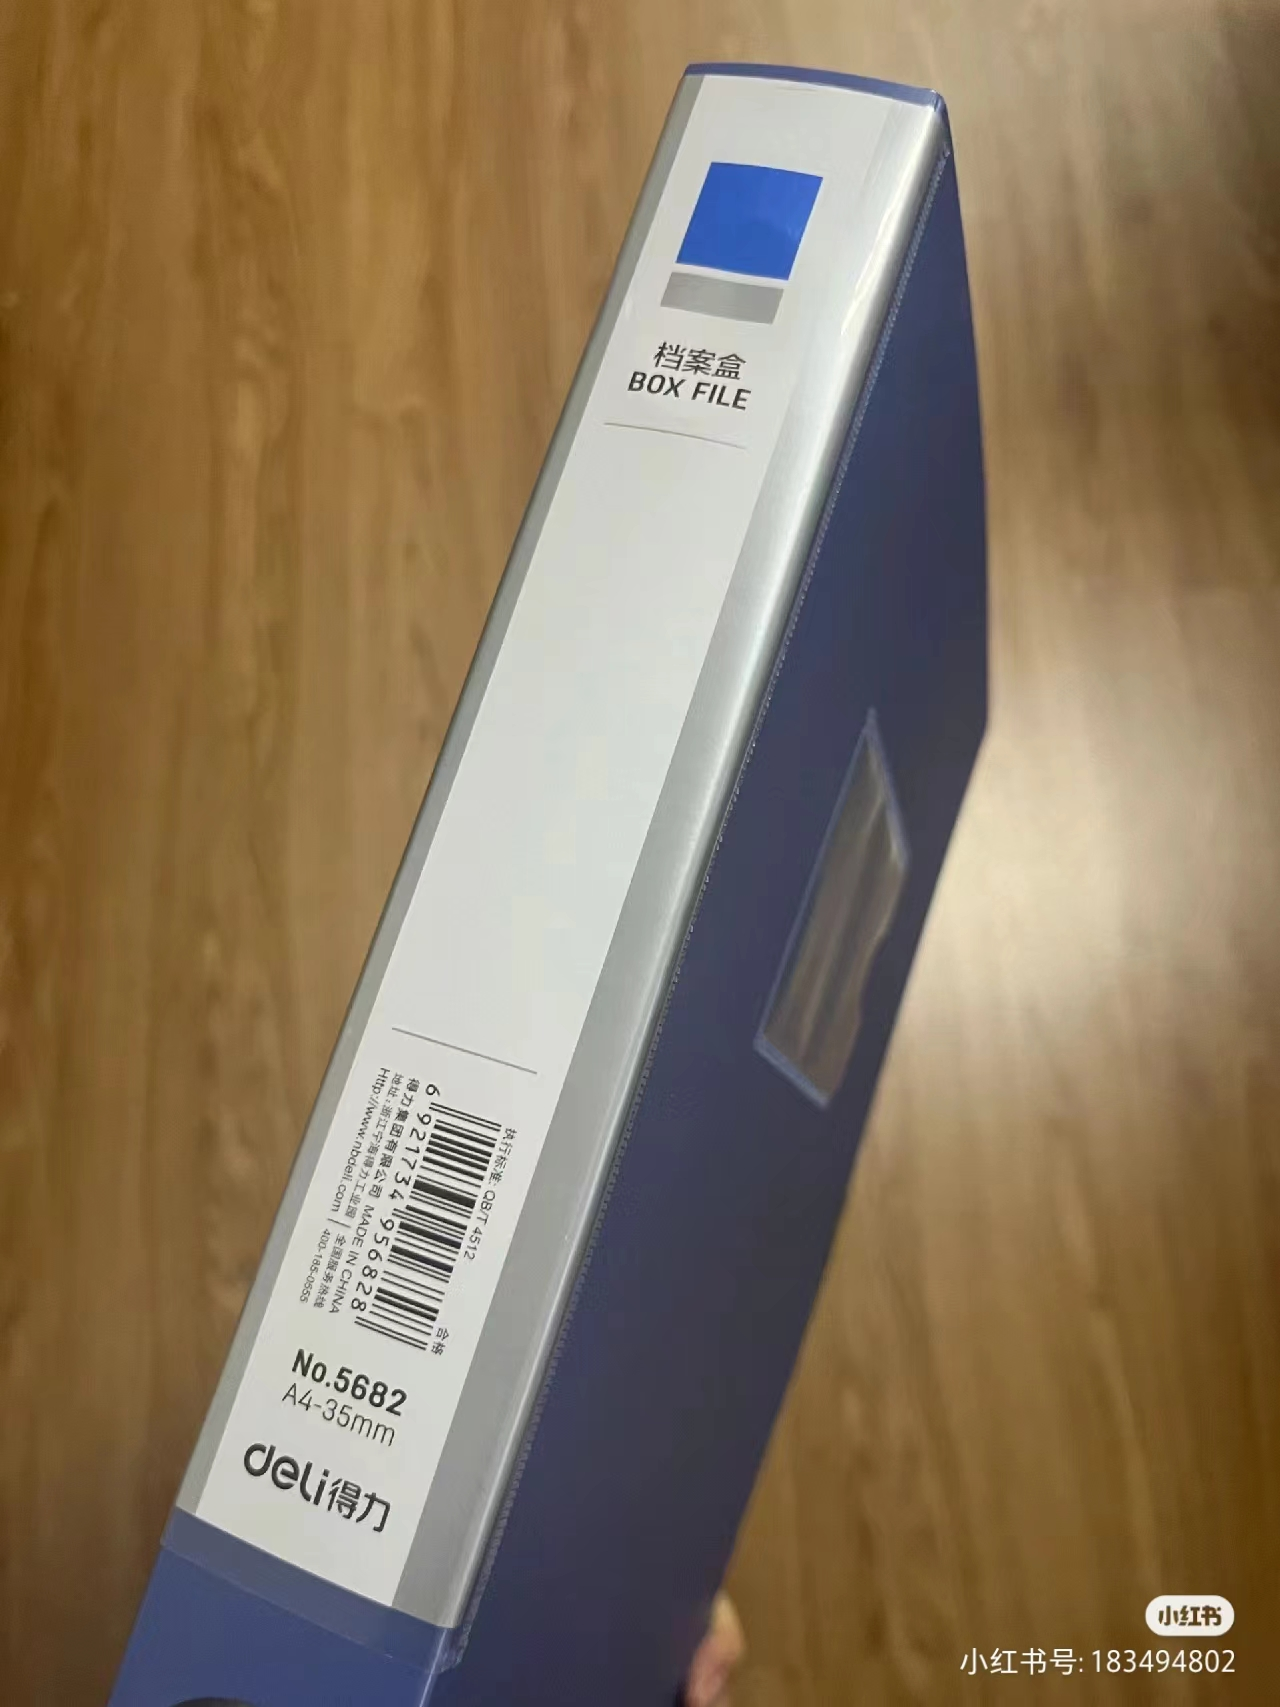 档案盒
BOX FILE
执行标准: QB/T 4512
合格
6 921734 956828
得力集团有限公司 MADE IN CHINA
地址:浙江宁海得力工业园 全国服务热线
Http://www.nbdeli.com 400-185-0555
No.5682
A4-35mm
deli得力
小红书
小红书号: 183494802